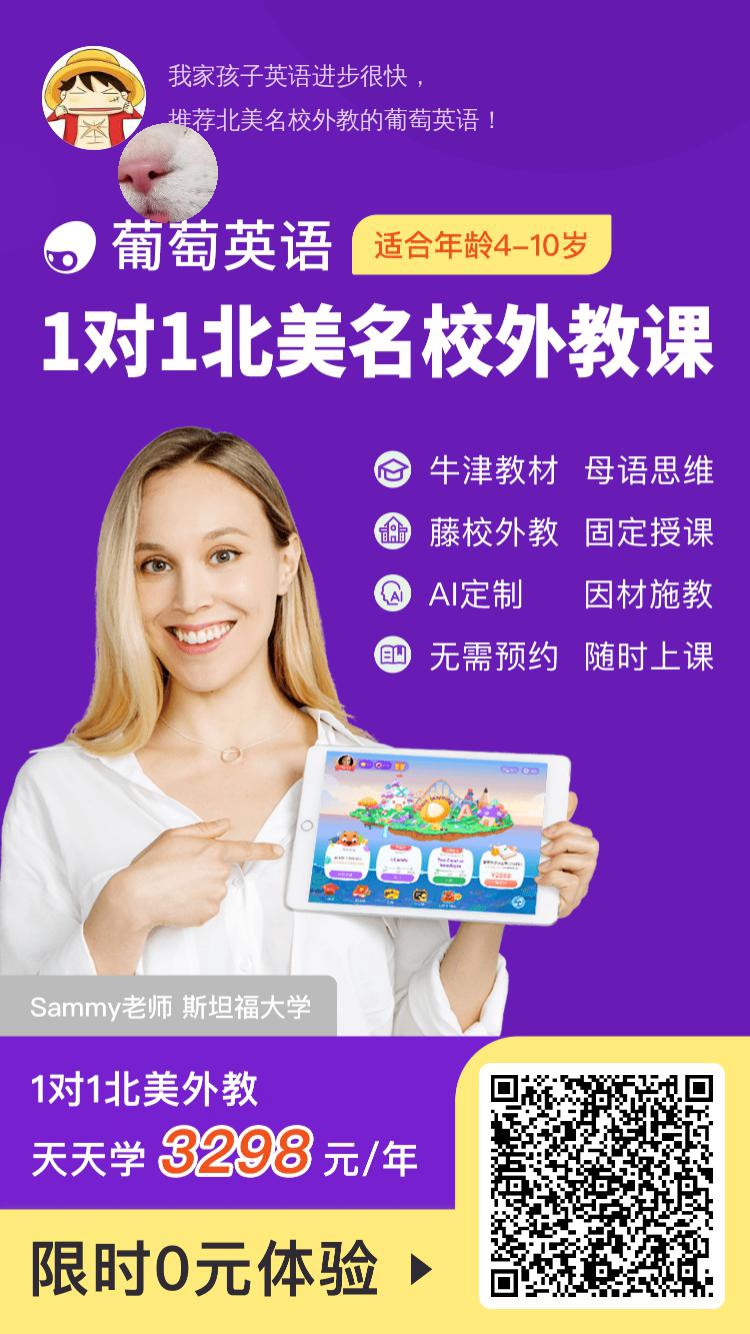 我家孩子英语进步很快，
推荐北美名校外教的葡萄英语！
葡萄英语
适合年龄4-10岁
1对1北美名校外教课
牛津教材 母语思维
藤校外教 固定授课
AI定制 因材施教
无需预约 随时上课
Sammy老师 斯坦福大学
1对1北美外教
天天学 3298 元/年
限时0元体验